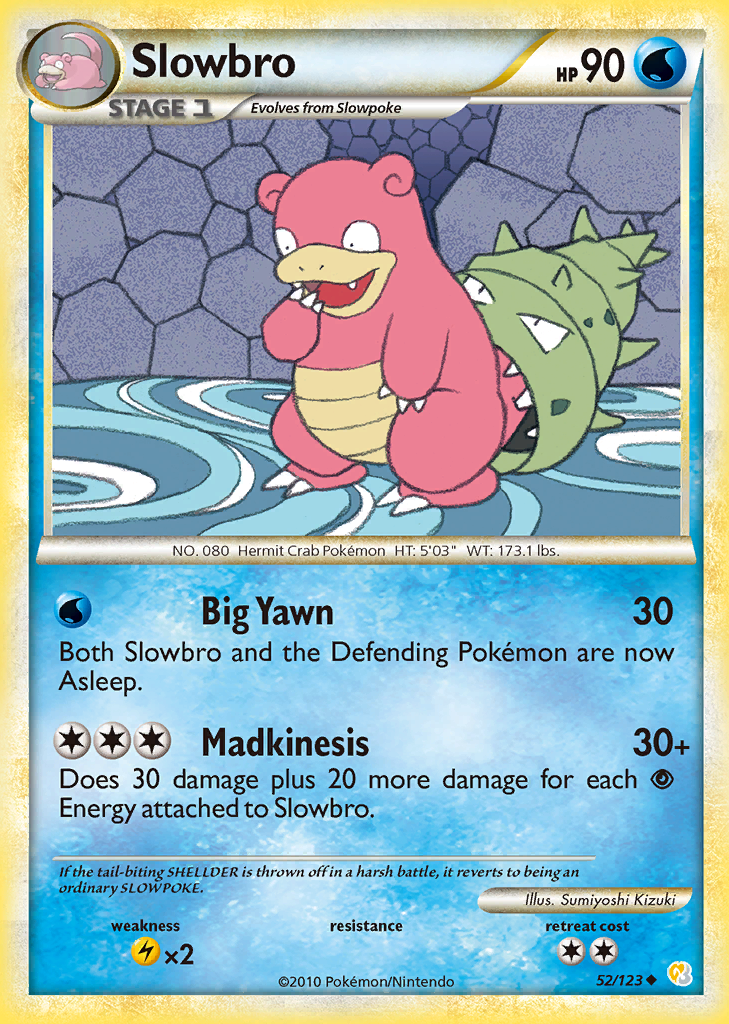 Slowbro HP 90
STAGE 1 Evolves from Slowpoke
NO. 080 Hermit Crab Pokémon HT: 5'03" WT: 173.1 lbs.
Big Yawn 30
Both Slowbro and the Defending Pokémon are now
Asleep.
Madkinesis 30+
Does 30 damage plus 20 more damage for each
Energy attached to Slowbro.
If the tail-biting SHELLDER is thrown off in a harsh battle, it reverts to being an
ordinary SLOWPOKE.
Illus. Sumiyoshi Kizuki
weakness resistance retreat cost
×2
©2010 Pokémon/Nintendo 52/123